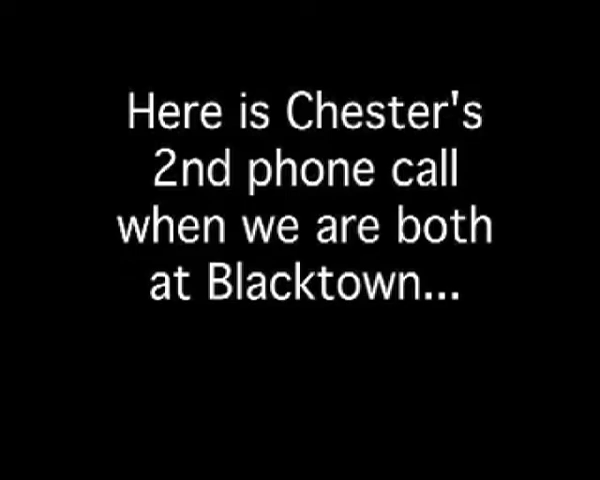 Here is Chester's
2nd phone call
when we are both
at Blacktown...